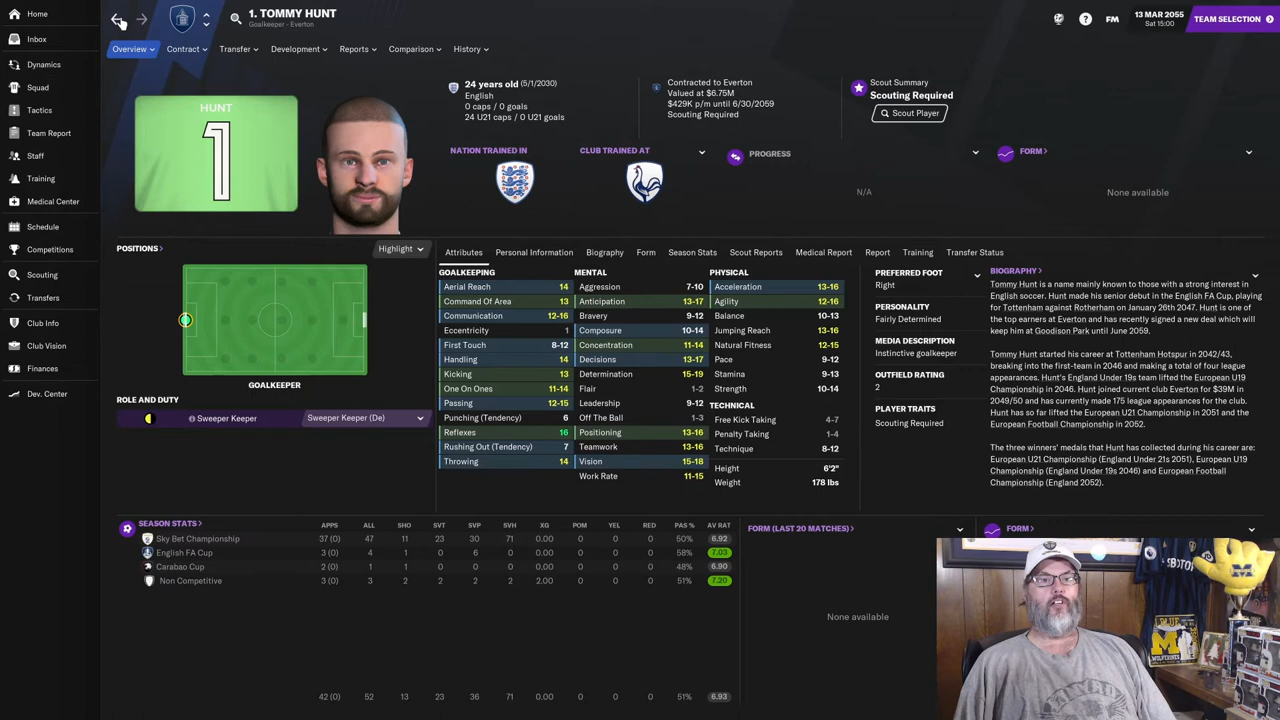 Home
1. TOMMY HUNT
Goalkeeper - Everton
FM
13 MAR 2055
Sat 15:00
TEAM SELECTION
Inbox
Dynamics
Squad
Tactics
Team Report
Staff
Training
Medical Center
Schedule
Competitions
Scouting
Transfers
Club Info
Club Vision
Finances
Dev. Center
Overview
Contract
Transfer
Development
Reports
Comparison
History
HUNT
1
24 years old (5/1/2030)
English
0 caps / 0 goals
24 U21 caps / 0 U21 goals
Contracted to Everton
Valued at $6.75M
$429K p/m until 6/30/2059
Scouting Required
Scout Summary
Scouting Required
Scout Player
NATION TRAINED IN
CLUB TRAINED AT
PROGRESS
N/A
FORM
None available
POSITIONS
Highlight
GOALKEEPER
ROLE AND DUTY
Sweeper Keeper
Sweeper Keeper (De)
Attributes
Personal Information
Biography
Form
Season Stats
Scout Reports
Medical Report
Report
Training
Transfer Status
GOALKEEPING
Aerial Reach 14
Command Of Area 13
Communication 12-16
Eccentricity 1
First Touch 8-12
Handling 14
Kicking 13
One On Ones 11-14
Passing 12-15
Punching (Tendency) 6
Reflexes 16
Rushing Out (Tendency) 7
Throwing 14
MENTAL
Aggression 7-10
Anticipation 13-17
Bravery 9-12
Composure 10-14
Concentration 11-14
Decisions 13-17
Determination 15-19
Flair 1-2
Leadership 9-12
Off The Ball 1-3
Positioning 13-16
Teamwork 13-16
Vision 15-18
Work Rate 11-15
PHYSICAL
Acceleration 13-16
Agility 12-16
Balance 10-13
Jumping Reach 13-16
Natural Fitness 12-15
Pace 9-12
Stamina 9-13
Strength 10-14
TECHNICAL
Free Kick Taking 4-7
Penalty Taking 1-4
Technique 8-12
Height 6'2"
Weight 178 lbs
PREFERRED FOOT
Right
PERSONALITY
Fairly Determined
MEDIA DESCRIPTION
Instinctive goalkeeper
OUTFIELD RATING
2
PLAYER TRAITS
Scouting Required
BIOGRAPHY
Tommy Hunt is a name mainly known to those with a strong interest in
English soccer. Hunt made his senior debut in the English FA Cup, playing
for Tottenham against Rotherham on January 26th 2047. Hunt is one of
the top earners at Everton and has recently signed a new deal which will
keep him at Goodison Park until June 2059.
Tommy Hunt started his career at Tottenham Hotspur in 2042/43,
breaking into the first-team in 2046 and making a total of four league
appearances. Hunt's England Under 19s team lifted the European U19
Championship in 2046. Hunt joined current club Everton for $39M in
2049/50 and has currently made 175 league appearances for the club.
Hunt has so far lifted the European U21 Championship in 2051 and the
European Football Championship in 2052.
The three winners' medals that Hunt has collected during his career are:
European U21 Championship (England Under 21s 2051), European U19
Championship (England Under 19s 2046) and European Football
Championship (England 2052).
SEASON STATS
APPS ALL SHO SVT SVP SVH XG POM YEL RED PAS % AV RAT
Sky Bet Championship 37 (0) 47 11 23 30 71 0.00 0 0 0 50% 6.92
English FA Cup 3 (0) 4 1 0 6 0 0.00 0 0 0 58% 7.03
Carabao Cup 2 (0) 1 1 0 0 0 0.00 0 0 0 48% 6.90
Non Competitive 3 (0) 3 2 2 2 2 2.00 0 0 0 51% 7.20
42 (0) 52 13 23 36 71 0.00 0 0 0 51% 6.93
FORM (LAST 20 MATCHES)
None available
FORM
M